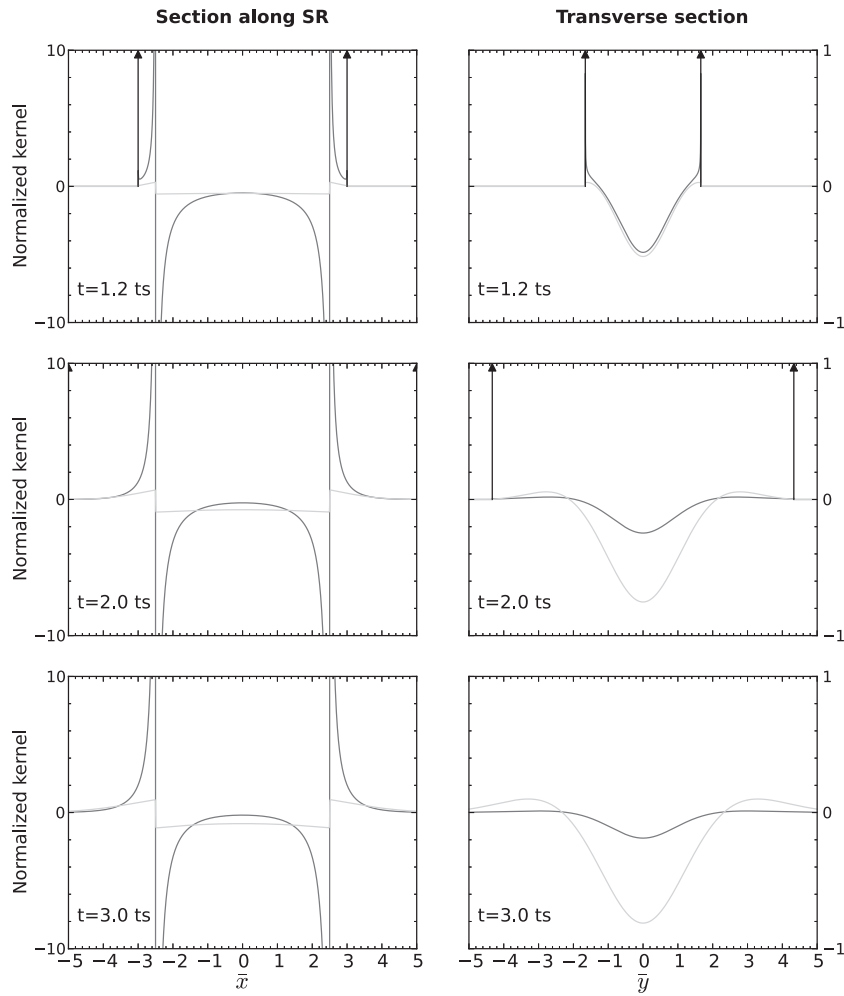 Section along SR
Transverse section
Normalized kernel
10
0
−10
t=1.2 ts
1
0
−1
t=1.2 ts
Normalized kernel
10
0
−10
t=2.0 ts
1
0
−1
t=2.0 ts
Normalized kernel
10
0
−10
t=3.0 ts
1
0
−1
t=3.0 ts
−5 −4 −3 −2 −1 0 1 2 3 4 5
x̄
−5 −4 −3 −2 −1 0 1 2 3 4 5
ȳ